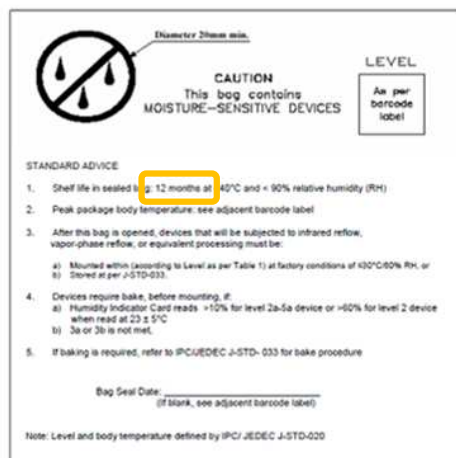 Diameter 20mm min.
CAUTION
This bag contains
MOISTURE-SENSITIVE DEVICES
LEVEL
As per
barcode
label
STANDARD ADVICE
1. Shelf life in sealed bag: 12 months at <40°C and < 90% relative humidity (RH)
2. Peak package body temperature: see adjacent barcode label
3. After this bag is opened, devices that will be subjected to infrared reflow,
vapor-phase reflow, or equivalent processing must be:
a) Mounted within (according to Level as per Table 1) at factory conditions of ≤30°C/60% RH, or
b) Stored at per J-STD-033.
4. Devices require bake, before mounting, if:
a) Humidity Indicator Card reads >10% for level 2a-5a device or >60% for level 2 device
when read at 23 ± 5°C
b) 3a or 3b is not met.
5. If baking is required, refer to IPC/JEDEC J-STD- 033 for bake procedure
Bag Seal Date:
(If blank, see adjacent barcode label)
Note: Level and body temperature defined by IPC/ JEDEC J-STD-020